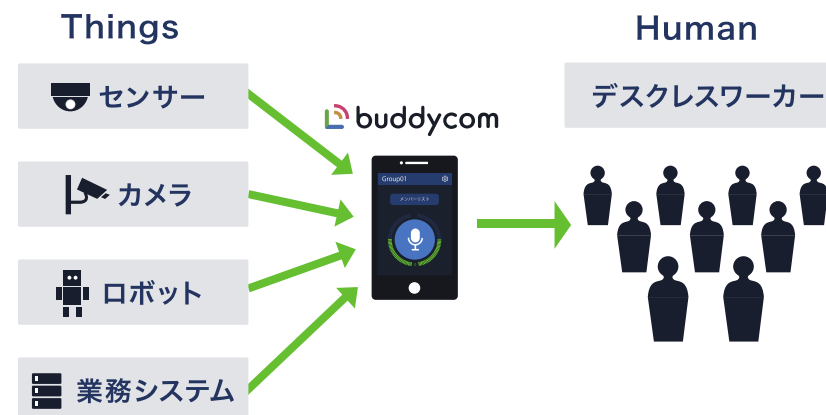 Things
Human
センサー
カメラ
ロボット
業務システム
buddycom
Group01
メンバーリスト
デスクレスワーカー